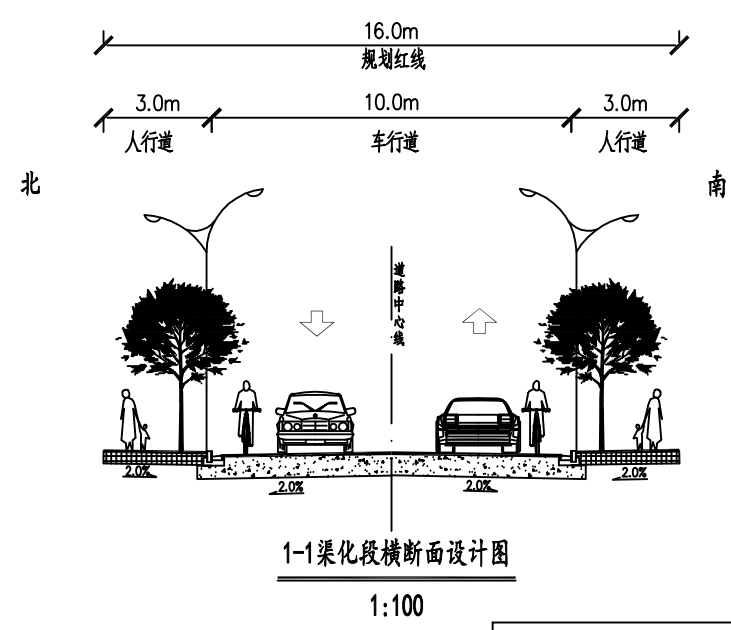 16.0m
规划红线
3.0m
10.0m
3.0m
人行道
车行道
人行道
北
南
道路中心线
2.0%
2.0%
2.0%
2.0%
1-1渠化段横断面设计图
1:100